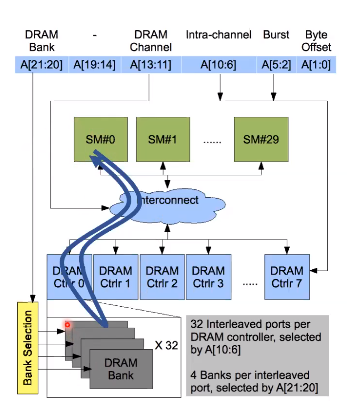 DRAM Bank - DRAM Channel Intra-channel Burst Byte Offset
A[21:20] A[19:14] A[13:11] A[10:6] A[5:2] A[1:0]
SM#0 SM#1 ...... SM#29
Interconnect
DRAM Ctrlr 0 DRAM Ctrlr 1 DRAM Ctrlr 2 DRAM Ctrlr 3 ..... DRAM Ctrlr 7
Bank Selection
DRAM
Bank
X 32
32 Interleaved ports per
DRAM controller, selected
by A[10:6]
4 Banks per interleaved
port, selected by A[21:20]